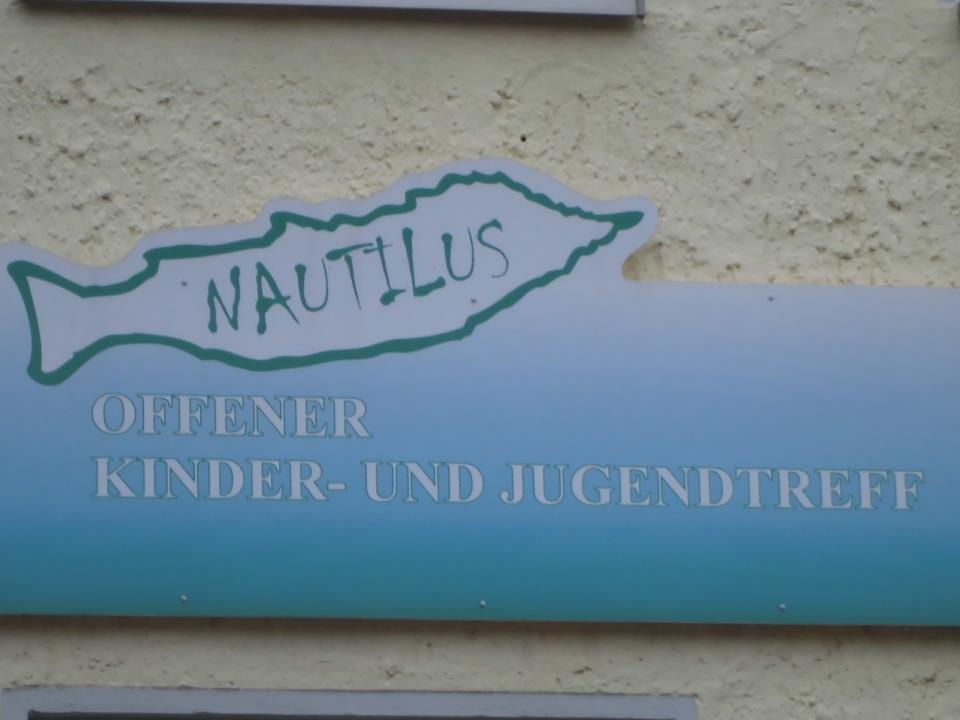 NAUTILUS
OFFENER
KINDER- UND JUGENDTREFF